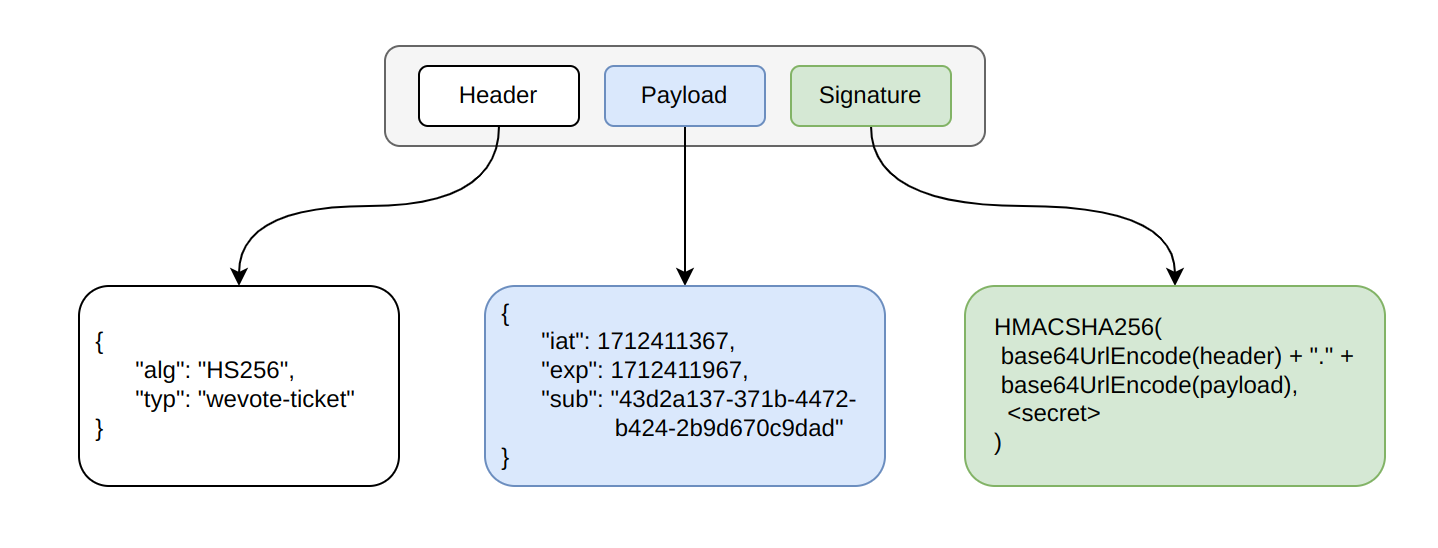 Header
Payload
Signature
{
"alg": "HS256",
"typ": "wevote-ticket"
}
{
"iat": 1712411367,
"exp": 1712411967,
"sub": "43d2a137-371b-4472-
b424-2b9d670c9dad"
}
HMACSHA256(
base64UrlEncode(header) + "." +
base64UrlEncode(payload),
<secret>
)